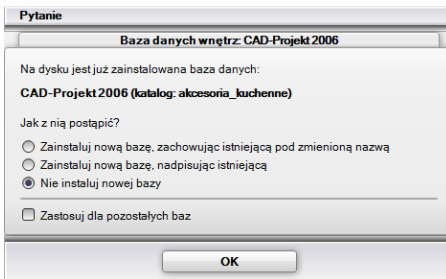 Pytanie
Baza danych wnętrz: CAD-Projekt 2006
Na dysku jest już zainstalowana baza danych:
CAD-Projekt 2006 (katalog: akcesoria_kuchenne)
Jak z nią postąpić?
Zainstaluj nową bazę, zachowując istniejącą pod zmienioną nazwą
Zainstaluj nową bazę, nadpisując istniejącą
Nie instaluj nowej bazy
Zastosuj dla pozostałych baz
OK